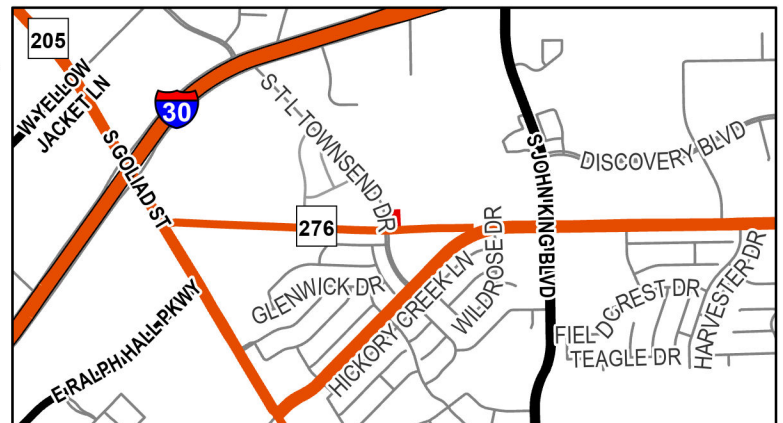 205
W-YELLOW
JACKET LN
30
S-T-L-TOWNSEND-DR
S GOLIAD ST
S JOHN KING BLVD
DISCOVERY BLVD
276
GLENWICK DR
HICKORY CREEK LN
WILDROSE DR
E RALPH HALL PKWY
FIELDCREST DR
TEAGLE DR
HARVESTER DR